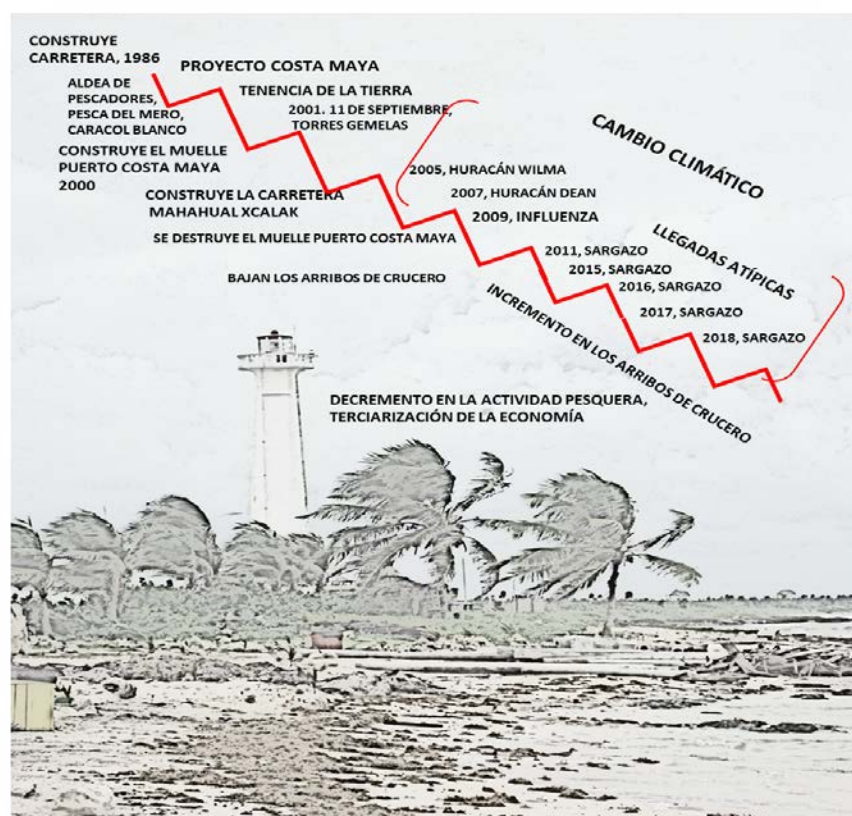 CONSTRUYE
CARRETERA, 1986
PROYECTO COSTA MAYA
ALDEA DE
PESCADORES,
PESCA DEL MERO,
CARACOL BLANCO
TENENCIA DE LA TIERRA
2001. 11 DE SEPTIEMBRE,
TORRES GEMELAS
CAMBIO CLIMÁTICO
CONSTRUYE EL MUELLE
PUERTO COSTA MAYA
2000
2005, HURACÁN WILMA
CONSTRUYE LA CARRETERA
MAHAHUAL XCALAK
2007, HURACÁN DEAN
2009, INFLUENZA
SE DESTRUYE EL MUELLE PUERTO COSTA MAYA
LLEGADAS ATÍPICAS
2011, SARGAZO
2015, SARGAZO
BAJAN LOS ARRIBOS DE CRUCERO
2016, SARGAZO
2017, SARGAZO
2018, SARGAZO
INCREMENTO EN LOS ARRIBOS DE CRUCERO
DECREMENTO EN LA ACTIVIDAD PESQUERA,
TERCIARIZACIÓN DE LA ECONOMÍA